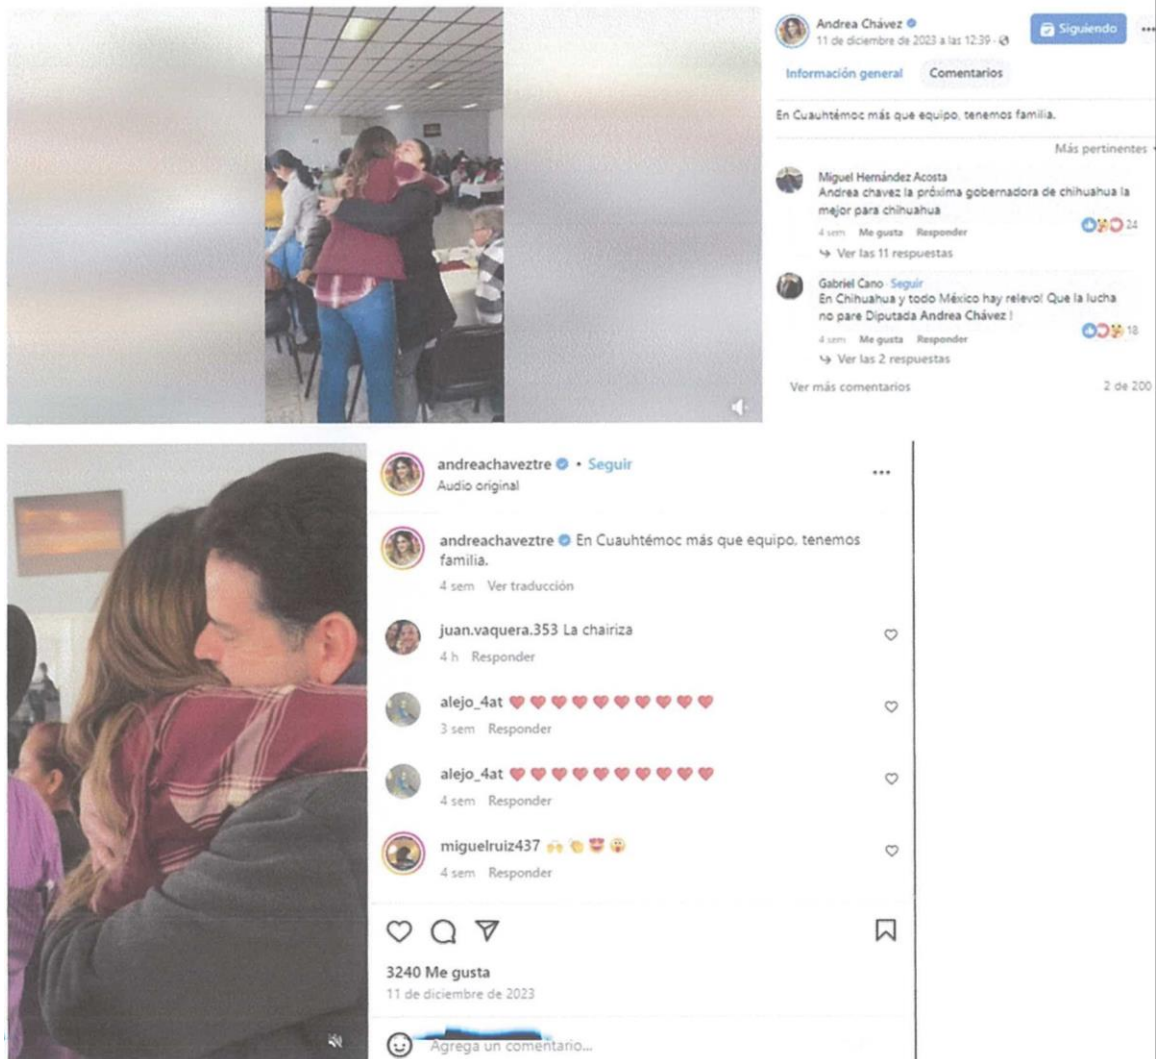 Andrea Chávez
Siguiendo
11 de diciembre de 2023 a las 12:39
Información general Comentarios
En Cuauhtémoc más que equipo, tenemos familia.
Más pertinentes
Miguel Hernández Acosta
Andrea chavez la próxima gobernadora de chihuahua la
mejor para chihuahua
4 sem Me gusta Responder
24
Ver las 11 respuestas
Gabriel Cano · Seguir
En Chihuahua y todo México hay relevo! Que la lucha
no pare Diputada Andrea Chávez !
4 sem Me gusta Responder
18
Ver las 2 respuestas
Ver más comentarios 2 de 200
andreachaveztre • Seguir
Audio original
andreachaveztre En Cuauhtémoc más que equipo, tenemos
familia.
4 sem Ver traducción
juan.vaquera.353 La chairiza
4 h Responder
alejo_4at ❤❤❤❤❤❤❤❤❤❤
3 sem Responder
alejo_4at ❤❤❤❤❤❤❤❤❤❤
4 sem Responder
miguelruiz437 🙌👏😍😲
4 sem Responder
3240 Me gusta
11 de diciembre de 2023
Agrega un comentario...